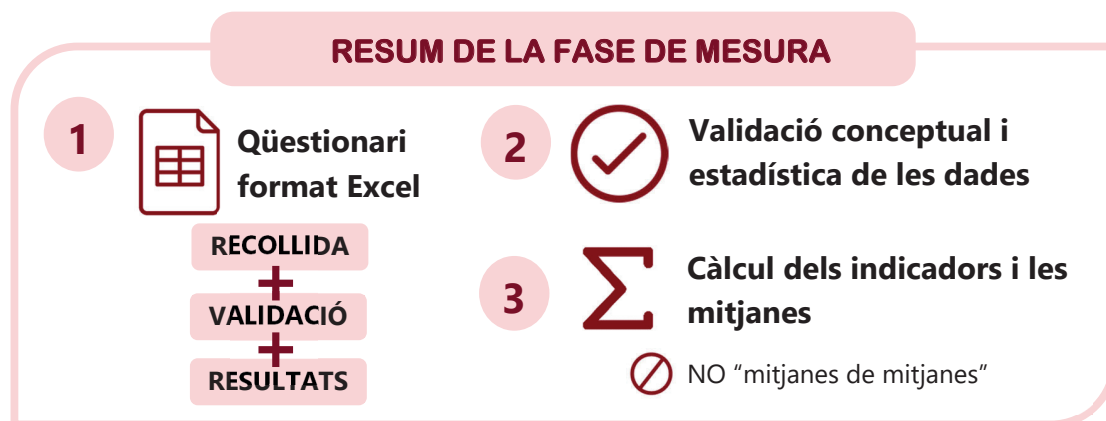 RESUM DE LA FASE DE MESURA
1
Qüestionari
format Excel
RECOLLIDA
+
VALIDACIÓ
+
RESULTATS
2
Validació conceptual i
estadística de les dades
3
Σ
Càlcul dels indicadors i les
mitjanes
NO “mitjanes de mitjanes”